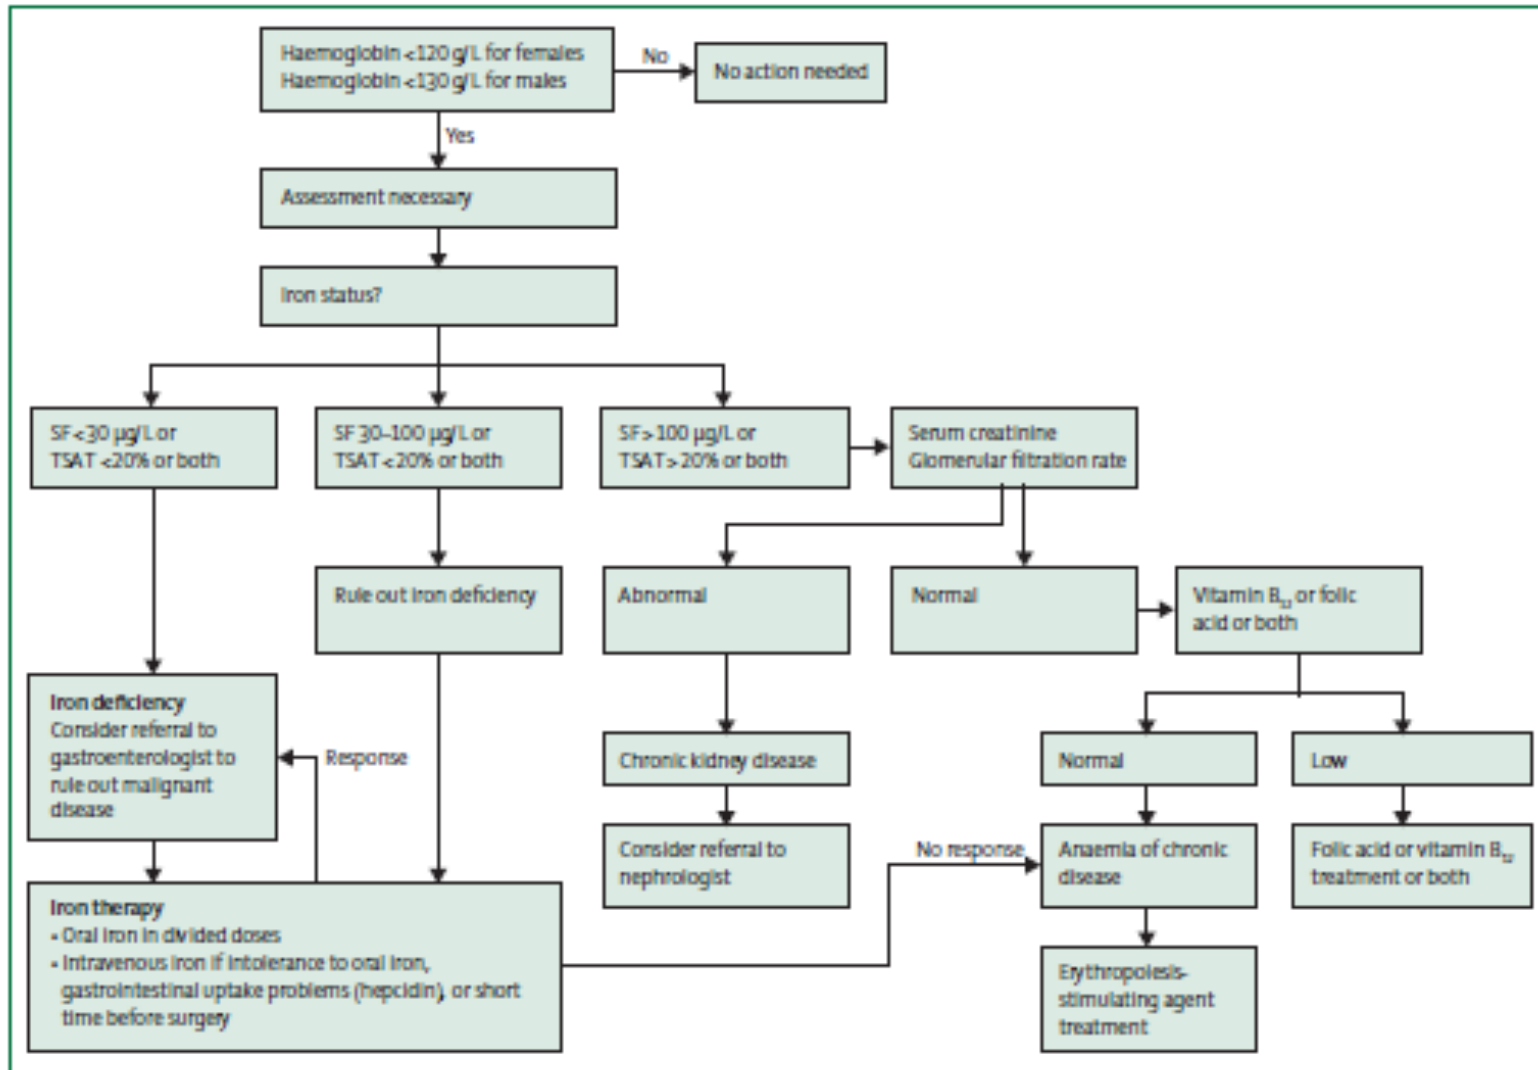 Haemoglobin <120 g/L for females
Haemoglobin <130 g/L for males
No
No action needed
Yes
Assessment necessary
Iron status?
SF <30 µg/L or
TSAT <20% or both
SF 30–100 µg/L or
TSAT <20% or both
SF >100 µg/L or
TSAT >20% or both
Serum creatinine
Glomerular filtration rate
Rule out iron deficiency
Abnormal
Normal
Vitamin B12 or folic
acid or both
Iron deficiency
Consider referral to
gastroenterologist to
rule out malignant
disease
Response
Chronic kidney disease
Normal
Low
Consider referral to
nephrologist
No response
Anaemia of chronic
disease
Folic acid or vitamin B12
treatment or both
Iron therapy
• Oral iron in divided doses
• Intravenous iron if intolerance to oral iron,
gastrointestinal uptake problems (hepcidin), or short
time before surgery
Erythropoiesis-
stimulating agent
treatment